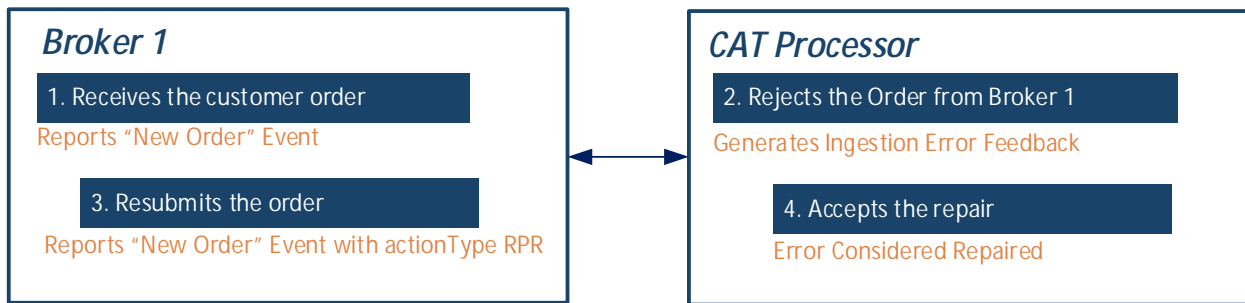 Broker 1
1. Receives the customer order
Reports “New Order” Event
3. Resubmits the order
Reports “New Order” Event with actionType RPR
CAT Processor
2. Rejects the Order from Broker 1
Generates Ingestion Error Feedback
4. Accepts the repair
Error Considered Repaired